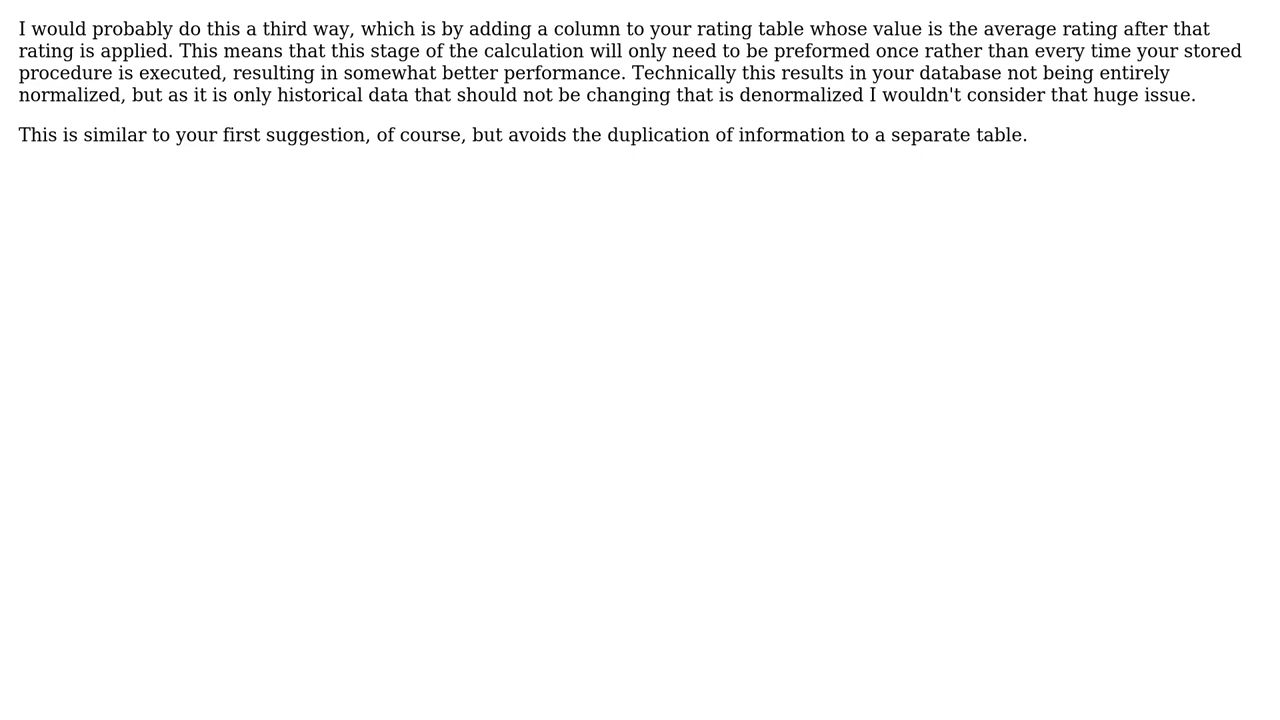 I would probably do this a third way, which is by adding a column to your rating table whose value is the average rating after that
rating is applied. This means that this stage of the calculation will only need to be preformed once rather than every time your stored
procedure is executed, resulting in somewhat better performance. Technically this results in your database not being entirely
normalized, but as it is only historical data that should not be changing that is denormalized I wouldn't consider that huge issue.
This is similar to your first suggestion, of course, but avoids the duplication of information to a separate table.